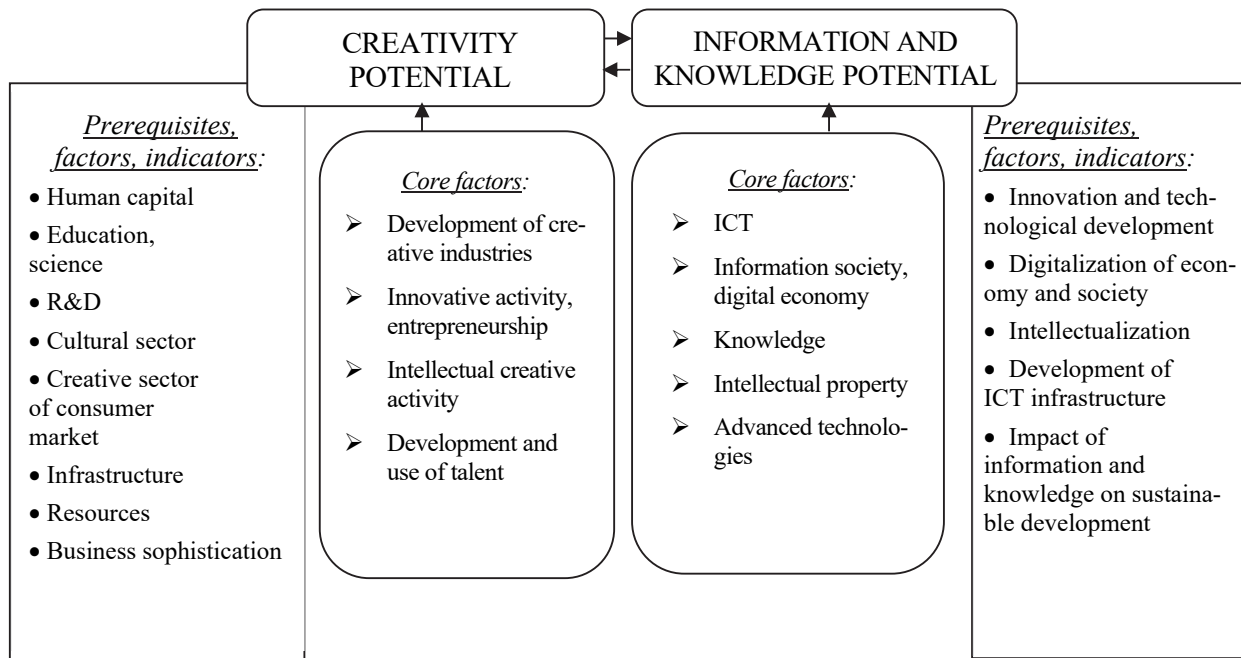 CREATIVITY
POTENTIAL
INFORMATION AND
KNOWLEDGE POTENTIAL
Prerequisites,
factors, indicators:
• Human capital
• Education,
science
• R&D
• Cultural sector
• Creative sector
of consumer
market
• Infrastructure
• Resources
• Business sophistication
Core factors:
➢ Development of cre-
ative industries
➢ Innovative activity,
entrepreneurship
➢ Intellectual creative
activity
➢ Development and
use of talent
Core factors:
➢ ICT
➢ Information society,
digital economy
➢ Knowledge
➢ Intellectual property
➢ Advanced technolo-
gies
Prerequisites,
factors, indicators:
• Innovation and tech-
nological development
• Digitalization of econ-
omy and society
• Intellectualization
• Development of
ICT infrastructure
• Impact of
information and
knowledge on sustaina-
ble development